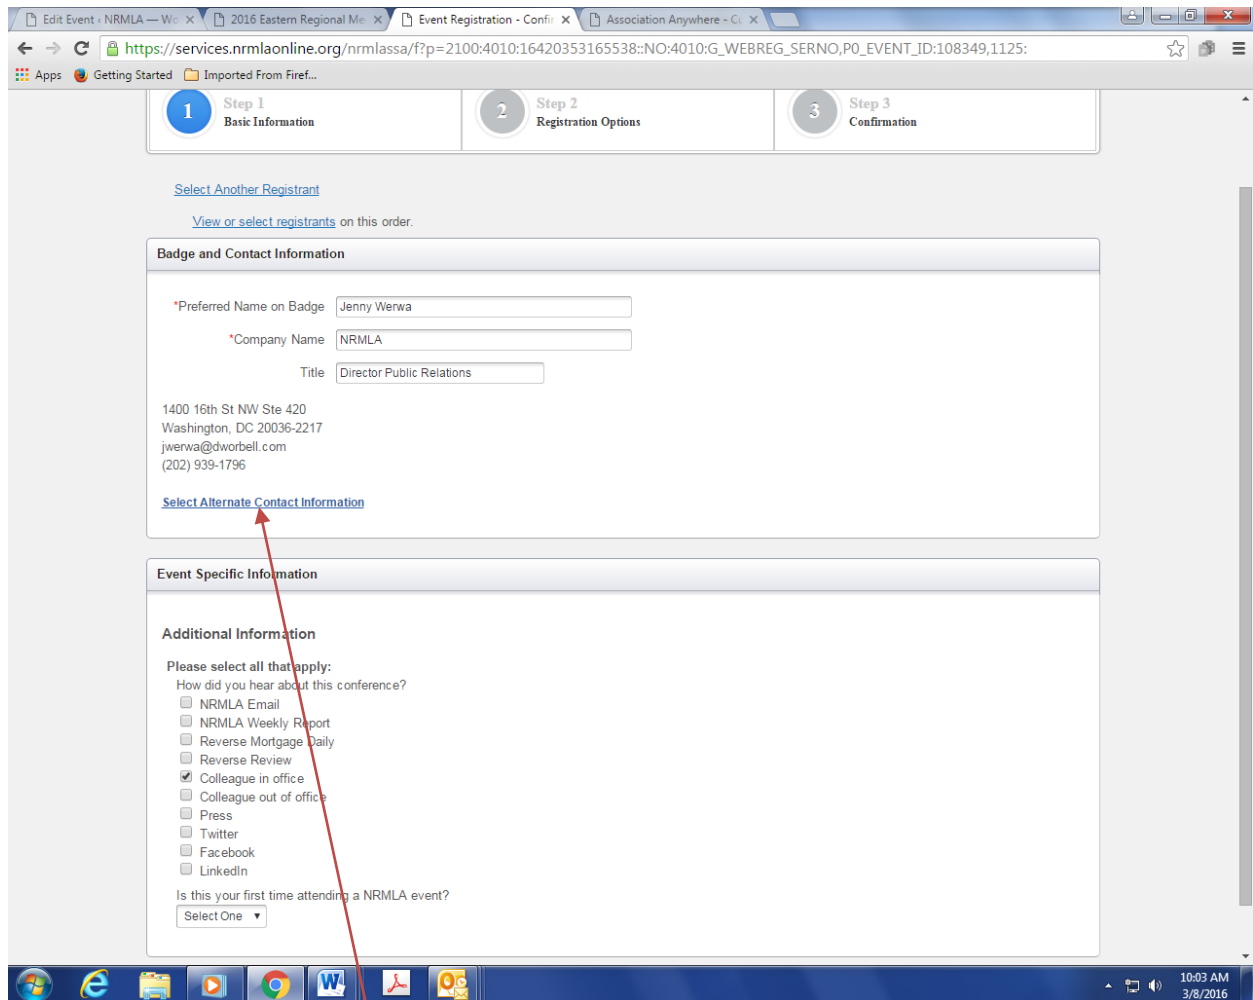 Edit Event ‹ NRMLA — Wo
2016 Eastern Regional Me
Event Registration - Confir
Association Anywhere - Cu
https://services.nrmlaonline.org/nrmlassa/f?p=2100:4010:16420353165538::NO:4010:G_WEBREG_SERNO,P0_EVENT_ID:108349,1125:
Apps Getting Started Imported From Firef...
1 Step 1 Basic Information
2 Step 2 Registration Options
3 Step 3 Confirmation
Select Another Registrant
View or select registrants on this order.
Badge and Contact Information
*Preferred Name on Badge Jenny Werwa
*Company Name NRMLA
Title Director Public Relations
1400 16th St NW Ste 420
Washington, DC 20036-2217
jwerwa@dworbell.com
(202) 939-1796
Select Alternate Contact Information
Event Specific Information
Additional Information
Please select all that apply:
How did you hear about this conference?
NRMLA Email
NRMLA Weekly Report
Reverse Mortgage Daily
Reverse Review
Colleague in office
Colleague out of office
Press
Twitter
Facebook
LinkedIn
Is this your first time attending a NRMLA event?
Select One
10:03 AM
3/8/2016